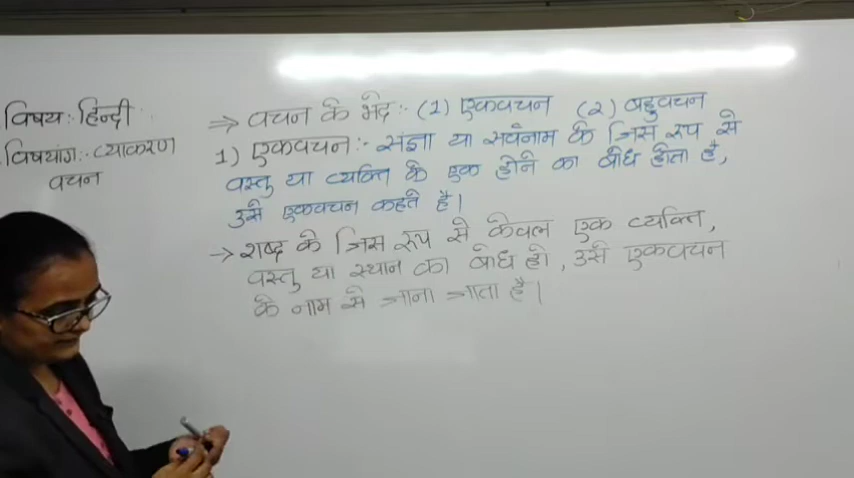 विषय :- हिन्दी
विषयांग :- व्याकरण
वचन
⇒ वचन के भेद :- (1) एकवचन (2) बहुवचन
1) एकवचन :- संज्ञा या सर्वनाम के जिस रूप से
वस्तु या व्यक्ति के एक होने का बोध होता है,
उसे एकवचन कहते है।
→ शब्द के जिस रूप से केवल एक व्यक्ति,
वस्तु या स्थान का बोध हो, उसे एकवचन
के नाम से जाना जाता है।